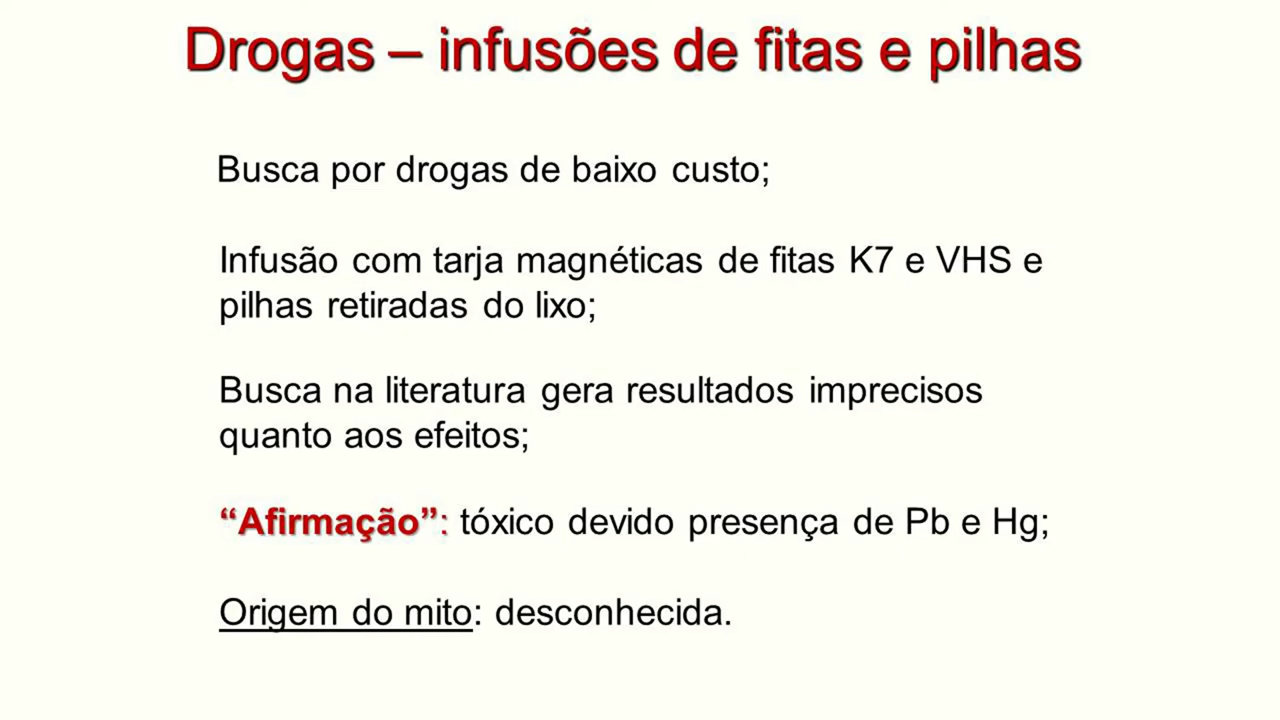 Drogas – infusões de fitas e pilhas
Busca por drogas de baixo custo;
Infusão com tarja magnéticas de fitas K7 e VHS e
pilhas retiradas do lixo;
Busca na literatura gera resultados imprecisos
quanto aos efeitos;
“Afirmação”: tóxico devido presença de Pb e Hg;
Origem do mito: desconhecida.